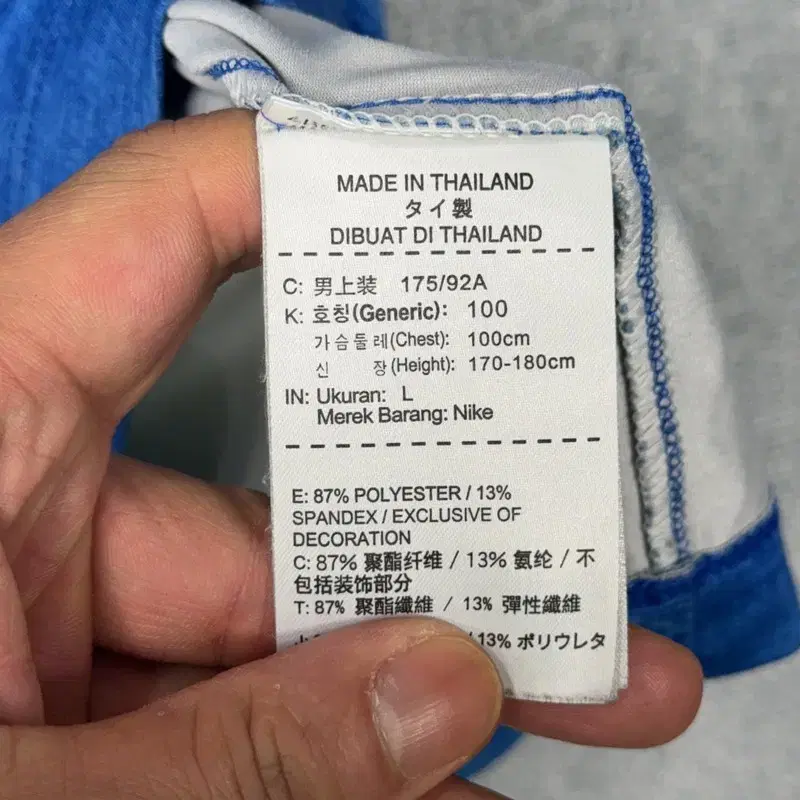 MADE IN THAILAND
タイ製
DIBUAT DI THAILAND
C: 男上装 175/92A
K: 호칭(Generic): 100
가슴둘레(Chest): 100cm
신 장(Height): 170-180cm
IN: Ukuran: L
Merek Barang: Nike
E: 87% POLYESTER / 13%
SPANDEX / EXCLUSIVE OF
DECORATION
C: 87% 聚酯纤维 / 13% 氨纶 / 不
包括装饰部分
T: 87% 聚酯纖維 / 13% 彈性纖維
/ 13% ポリウレタ